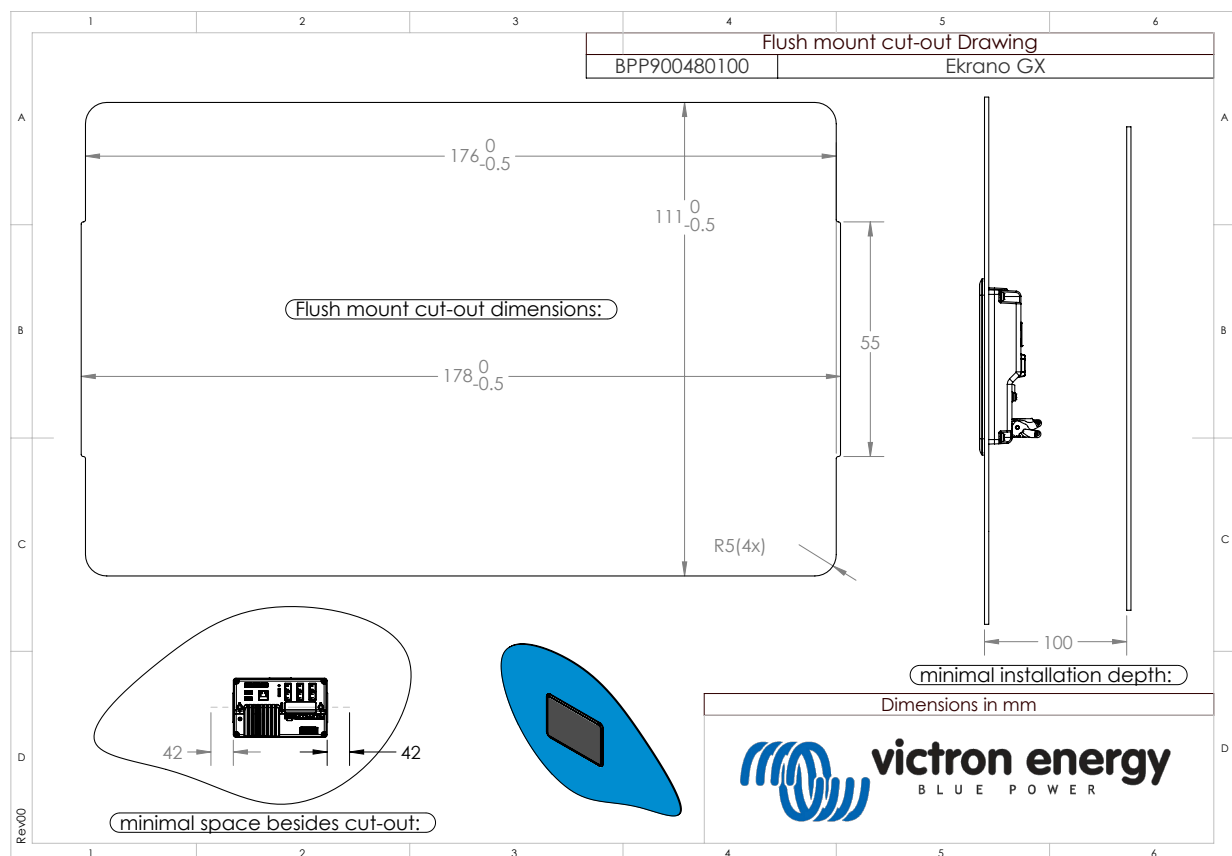 1 2 3 4 5 6
Flush mount cut-out Drawing
BPP900480100 Ekrano GX
A A
176 0 -0.5
111 0 -0.5
B B
Flush mount cut-out dimensions:
55
178 0 -0.5
C C
R5(4x)
100
minimal installation depth:
Dimensions in mm
42 42
D D
victron energy
BLUE POWER
minimal space besides cut-out:
Rev00
1 2 3 4 5 6